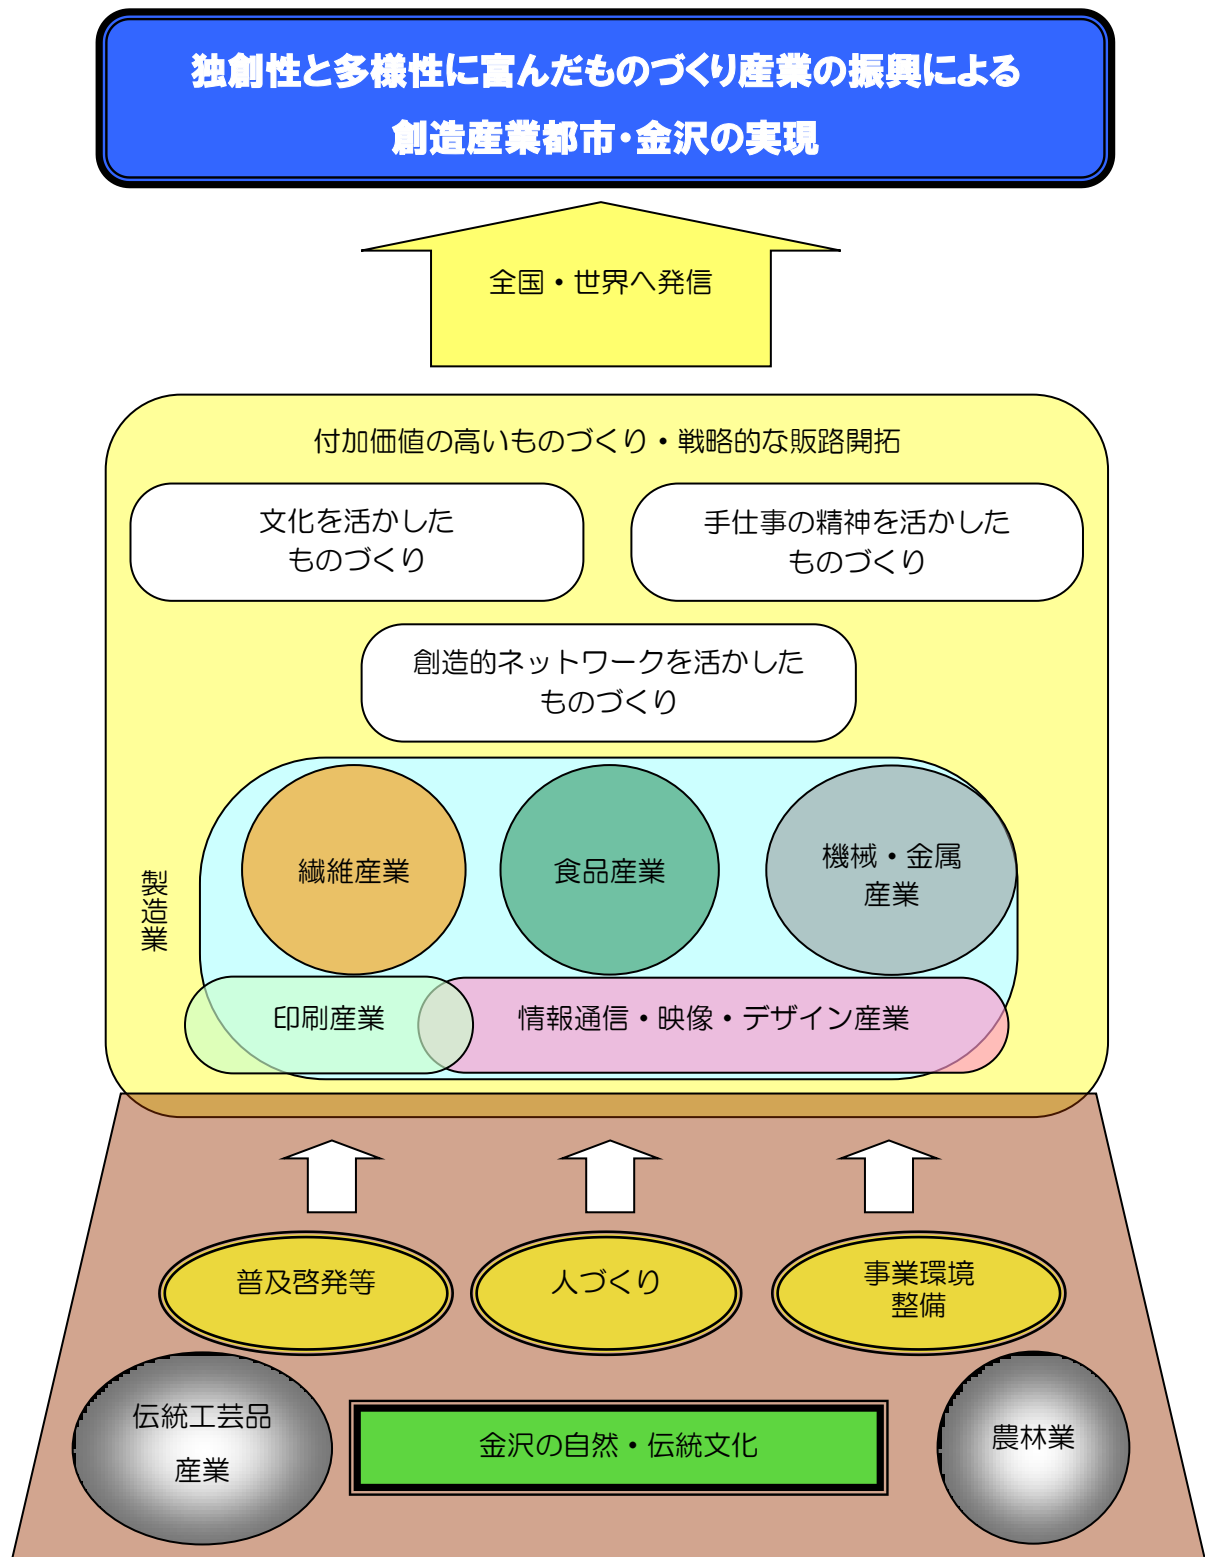 独創性と多様性に富んだものづくり産業の振興による
創造産業都市・金沢の実現
全国・世界へ発信
付加価値の高いものづくり・戦略的な販路開拓
文化を活かした
ものづくり
手仕事の精神を活かした
ものづくり
創造的ネットワークを活かした
ものづくり
製造業
繊維産業
食品産業
機械・金属
産業
印刷産業
情報通信・映像・デザイン産業
普及啓発等
人づくり
事業環境
整備
伝統工芸品
産業
金沢の自然・伝統文化
農林業